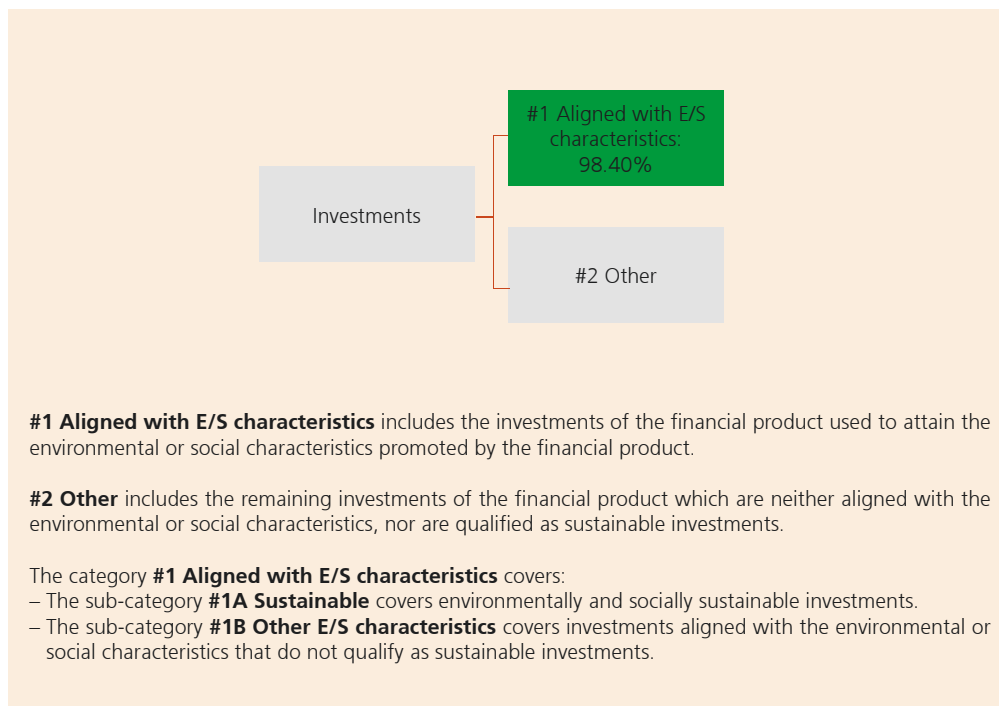 #1 Aligned with E/S
characteristics:
98.40%
Investments
#2 Other
#1 Aligned with E/S characteristics includes the investments of the financial product used to attain the
environmental or social characteristics promoted by the financial product.
#2 Other includes the remaining investments of the financial product which are neither aligned with the
environmental or social characteristics, nor are qualified as sustainable investments.
The category #1 Aligned with E/S characteristics covers:
– The sub-category #1A Sustainable covers environmentally and socially sustainable investments.
– The sub-category #1B Other E/S characteristics covers investments aligned with the environmental or
social characteristics that do not qualify as sustainable investments.